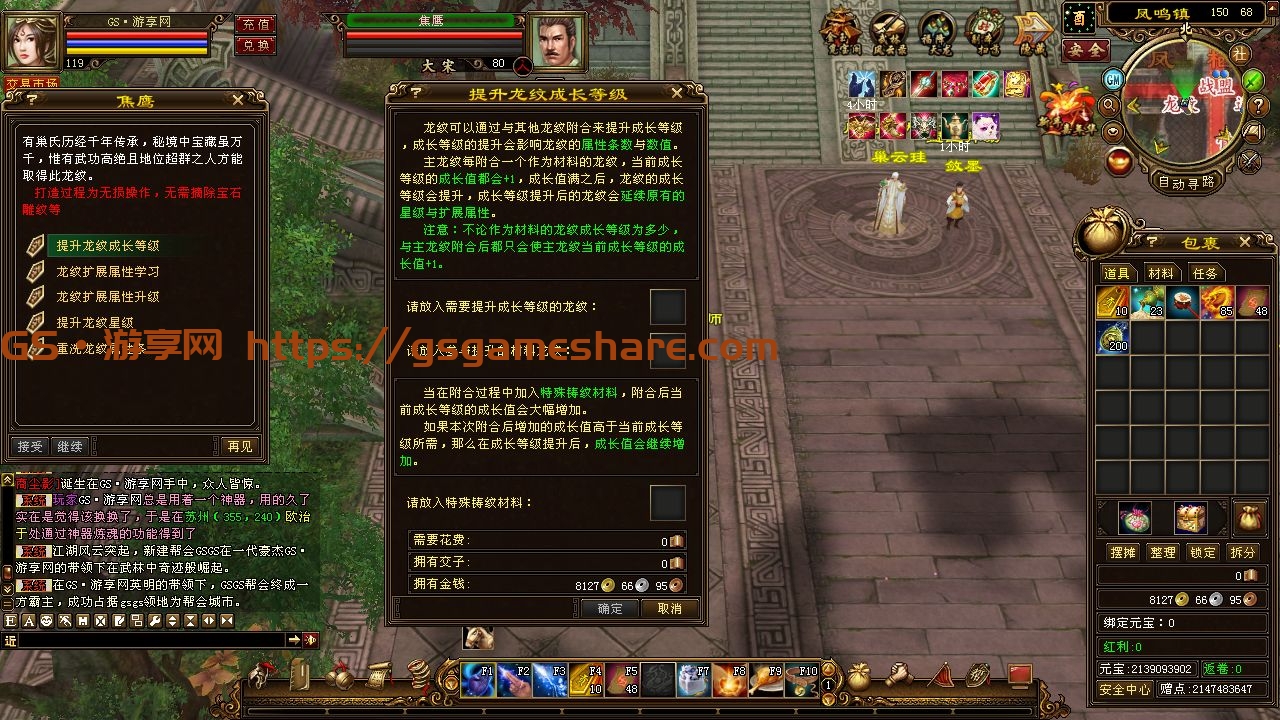 GS·游享网
充值
兑换
119
交易市场
焦鹰
大宋
80
4小时
1小时
巢云珪
敛墨
师
酉
凤鸣镇
150 68
北
安全
GM
社
战盟
自动寻路
?
焦鹰
有巢氏历经千年传承，秘境中宝藏虽万
千，惟有武功高绝且地位超群之人方能
取得此龙纹。
打造过程为无损操作，无需摘除宝石
雕纹等
提升龙纹成长等级
龙纹扩展属性学习
龙纹扩展属性升级
提升龙纹星级
接受
继续
再见
?
提升龙纹成长等级
龙纹可以通过与其他龙纹附合来提升成长等级
，成长等级的提升会影响龙纹的属性条数与数值。
主龙纹每附合一个作为材料的龙纹，当前成长
等级的成长值都会+1，成长值满之后，龙纹的成长
等级会提升，成长等级提升后的龙纹会延续原有的
星级与扩展属性。
注意：不论作为材料的龙纹成长等级为多少，
与主龙纹附合后都只会使主龙纹当前成长等级的成
长值+1。
请放入需要提升成长等级的龙纹：
GS·游享网 https://gsgameshare.com
当在附合过程中加入特殊铸纹材料，附合后当
前成长等级的成长值会大幅增加。
如果本次附合后增加的成长值高于当前成长等
级所需，那么在成长等级提升后，成长值会继续增
加。
请放入特殊铸纹材料：
需要花费： 0
拥有交子： 0
拥有金钱： 8127 66 95
确定
取消
?
包裹
道具
材料
任务
10
23
85
48
200
摆摊
整理
锁定
拆分
0
8127 66 95
绑定元宝：0
红利:0
元宝:2139093902
返卷:0
安全中心
赠点:2147483647
诞生在GS·游享网手中，众人皆惊。
玩家GS·游享网总是用着一个神器，用的久了
实在是觉得该换换了，于是在苏州（355，240）欧冶
于处通过神器炼魂的功能得到了
江湖风云突起，新建帮会GSGS在一代豪杰GS·
游享网的带领下在武林中奇迹般崛起。
在GS·游享网英明的带领下，GSGS帮会终成一
方霸主，成功占据gsgs领地为帮会城市。
近
F1
F2
F3
F4
10
F5
48
F7
F8
F9
F10
1